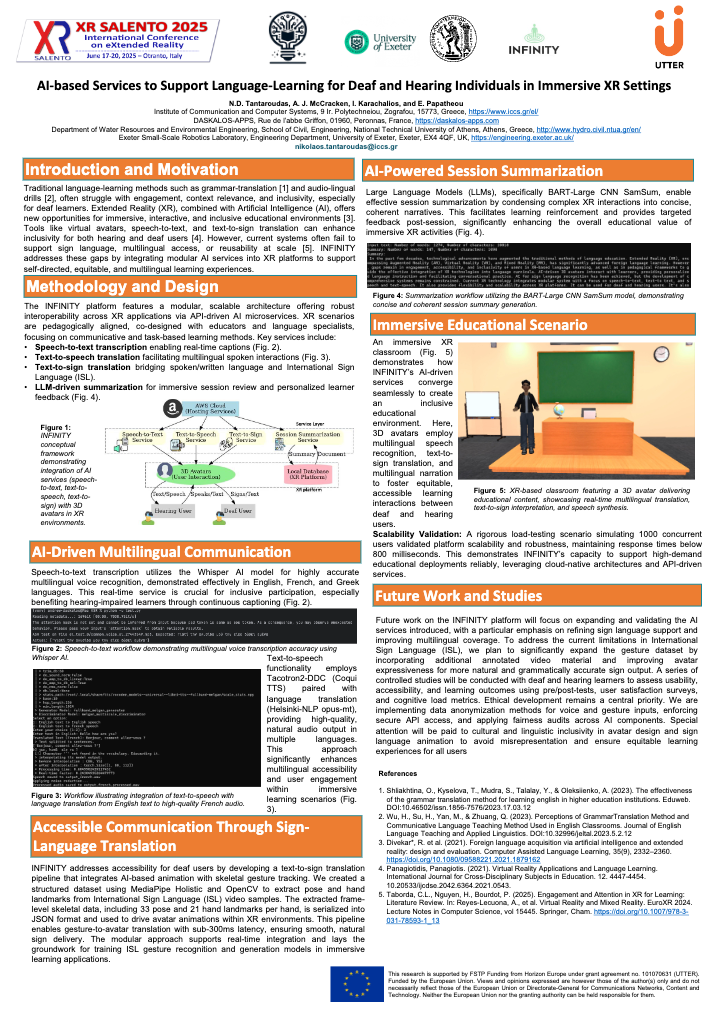 XR SALENTO 2025
International Conference
on eXtended Reality
June 17-20, 2025 – Otranto, Italy
XR
SALENTO
University
of Exeter
INFINITY
UTTER
AI-based Services to Support Language-Learning for Deaf and Hearing Individuals in Immersive XR Settings
N.D. Tantaroudas, A. J. McCracken, I. Karachalios, and E. Papatheou
Institute of Communication and Computer Systems, 9 Ir. Polytechniou, Zografou, 15773, Greece, https://www.iccs.gr/el/
DASKALOS-APPS, Rue de l'abbe Griffon, 01960, Peronnas, France, https://daskalos-apps.com
Department of Water Resources and Environmental Engineering, School of Civil, Engineering, National Technical University of Athens, Athens, Greece, http://www.hydro.civil.ntua.gr/en/
Exeter Small-Scale Robotics Laboratory, Engineering Department, University of Exeter, Exeter, EX4 4QF, UK, https://engineering.exeter.ac.uk/
nikolaos.tantaroudas@iccs.gr
Introduction and Motivation
Traditional language-learning methods such as grammar-translation [1] and audio-lingual
drills [2], often struggle with engagement, context relevance, and inclusivity, especially
for deaf learners. Extended Reality (XR), combined with Artificial Intelligence (AI), offers
new opportunities for immersive, interactive, and inclusive educational environments [3].
Tools like virtual avatars, speech-to-text, and text-to-sign translation can enhance
inclusivity for both hearing and deaf users [4]. However, current systems often fail to
support sign language, multilingual access, or reusability at scale [5]. INFINITY
addresses these gaps by integrating modular AI services into XR platforms to support
self-directed, equitable, and multilingual learning experiences.
Methodology and Design
The INFINITY platform features a modular, scalable architecture offering robust
interoperability across XR applications via API-driven AI microservices. XR scenarios
are pedagogically aligned, co-designed with educators and language specialists,
focusing on communicative and task-based learning methods. Key services include:
• Speech-to-text transcription enabling real-time captions (Fig. 2).
• Text-to-speech translation facilitating multilingual spoken interactions (Fig. 3).
• Text-to-sign translation bridging spoken/written language and International Sign
Language (ISL).
• LLM-driven summarization for immersive session review and personalized learner
feedback (Fig. 4).
Figure 1:
INFINITY
conceptual
framework
demonstrating
integration of AI
services (speech-
to-text, text-to-
speech, text-to-
sign) with 3D
avatars in XR
environments.
a
AWS Cloud
(Hosting Services)
Service Layer
Speech-to-Text
Service
Text-to-Speech
Service
Text-to-Sign
Service
Session Summarization
Service
Summary Document
3D Avatars
(User Interaction)
Local Database
(XR Platform)
XR platform
Text/Speech
Speaks/Text
Signs/Text
Hearing User
Deaf User
AI-Driven Multilingual Communication
Speech-to-text transcription utilizes the Whisper AI model for highly accurate
multilingual voice recognition, demonstrated effectively in English, French, and Greek
languages. This real-time service is crucial for inclusive participation, especially
benefiting hearing-impaired learners through continuous captioning (Fig. 2).
Figure 2: Speech-to-text workflow demonstrating multilingual voice transcription accuracy using
Whisper AI.
Text-to-speech
functionality employs
Tacotron2-DDC (Coqui
TTS) paired with
language translation
(Helsinki-NLP opus-mt),
providing high-quality,
natural audio output in
multiple languages.
This approach
significantly enhances
multilingual accessibility
and user engagement
within immersive
learning scenarios (Fig.
3).
Figure 3: Workflow illustrating integration of text-to-speech with
language translation from English text to high-quality French audio.
Accessible Communication Through Sign-
Language Translation
INFINITY addresses accessibility for deaf users by developing a text-to-sign translation
pipeline that integrates AI-based animation with skeletal gesture tracking. We created a
structured dataset using MediaPipe Holistic and OpenCV to extract pose and hand
landmarks from International Sign Language (ISL) video samples. The extracted frame-
level skeletal data, including 33 pose and 21 hand landmarks per hand, is serialized into
JSON format and used to drive avatar animations within XR environments. This pipeline
enables gesture-to-avatar translation with sub-300ms latency, ensuring smooth, natural
sign delivery. The modular approach supports real-time integration and lays the
groundwork for training ISL gesture recognition and generation models in immersive
learning applications.
AI-Powered Session Summarization
Large Language Models (LLMs), specifically BART-Large CNN SamSum, enable
effective session summarization by condensing complex XR interactions into concise,
coherent narratives. This facilitates learning reinforcement and provides targeted
feedback post-session, significantly enhancing the overall educational value of
immersive XR activities (Fig. 4).
Figure 4: Summarization workflow utilizing the BART-Large CNN SamSum model, demonstrating
concise and coherent session summary generation.
Immersive Educational Scenario
An immersive XR
classroom (Fig. 5)
demonstrates how
INFINITY's AI-driven
services converge
seamlessly to create
an inclusive
educational
environment. Here,
3D avatars employ
multilingual speech
recognition, text-to-
sign translation, and
multilingual narration
to foster equitable,
accessible learning
interactions between
deaf and hearing
users.
Figure 5: XR-based classroom featuring a 3D avatar delivering
educational content, showcasing real-time multilingual translation,
text-to-sign interpretation, and speech synthesis.
Scalability Validation: A rigorous load-testing scenario simulating 1000 concurrent
users validated platform scalability and robustness, maintaining response times below
800 milliseconds. This demonstrates INFINITY's capacity to support high-demand
educational deployments reliably, leveraging cloud-native architectures and API-driven
services.
Future Work and Studies
Future work on the INFINITY platform will focus on expanding and validating the AI
services introduced, with a particular emphasis on refining sign language support and
improving multilingual coverage. To address the current limitations in International
Sign Language (ISL), we plan to significantly expand the gesture dataset by
incorporating additional annotated video material and improving avatar
expressiveness for more natural and grammatically accurate sign output. A series of
controlled studies will be conducted with deaf and hearing learners to assess usability,
accessibility, and learning outcomes using pre/post-tests, user satisfaction surveys,
and cognitive load metrics. Ethical development remains a central priority. We are
implementing data anonymization methods for voice and gesture inputs, enforcing
secure API access, and applying fairness audits across AI components. Special
attention will be paid to cultural and linguistic inclusivity in avatar design and sign
language animation to avoid misrepresentation and ensure equitable learning
experiences for all users
References
1. Shliakhtina, O., Kyselova, T., Mudra, S., Talalay, Y., & Oleksiienko, A. (2023). The effectiveness
of the grammar translation method for learning english in higher education institutions. Eduweb.
DOI:10.46502/issn.1856-7576/2023.17.03.12
2. Wu, H., Su, H., Yan, M., & Zhuang, Q. (2023). Perceptions of GrammarTranslation Method and
Communicative Language Teaching Method Used in English Classrooms. Journal of English
Language Teaching and Applied Linguistics. DOI:10.32996/jeltal.2023.5.2.12
3. Divekar*, R. et al. (2021). Foreign language acquisition via artificial intelligence and extended
reality: design and evaluation. Computer Assisted Language Learning, 35(9), 2332–2360.
https://doi.org/10.1080/09588221.2021.1879162
4. Panagiotidis, Panagiotis. (2021). Virtual Reality Applications and Language Learning.
International Journal for Cross-Disciplinary Subjects in Education. 12. 4447-4454.
10.20533/ijcdse.2042.6364.2021.0543.
5. Taborda, C.L., Nguyen, H., Bourdot, P. (2025). Engagement and Attention in XR for Learning:
Literature Review. In: Reyes-Lecuona, A., et al. Virtual Reality and Mixed Reality. EuroXR 2024.
Lecture Notes in Computer Science, vol 15445. Springer, Cham. https://doi.org/10.1007/978-3-
031-78593-1_13
This research is supported by FSTP Funding from Horizon Europe under grant agreement no. 101070631 (UTTER).
Funded by the European Union. Views and opinions expressed are however those of the author(s) only and do not
necessarily reflect those of the European Union or Directorate-General for Communications Networks, Content and
Technology. Neither the European Union nor the granting authority can be held responsible for them.